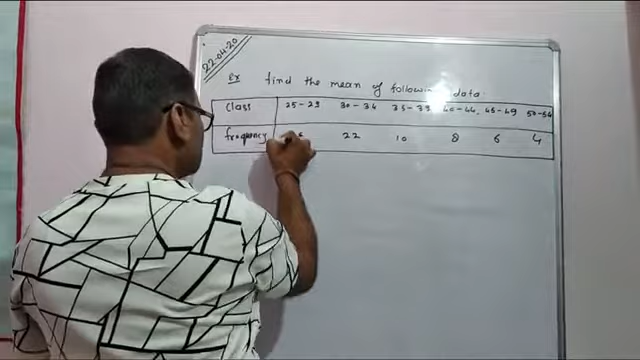 22-04-20
Ex find the mean of following data:
Class 25-29 30-34 35-39 40-44 45-49 50-54
frequency 22 10 8 6 4